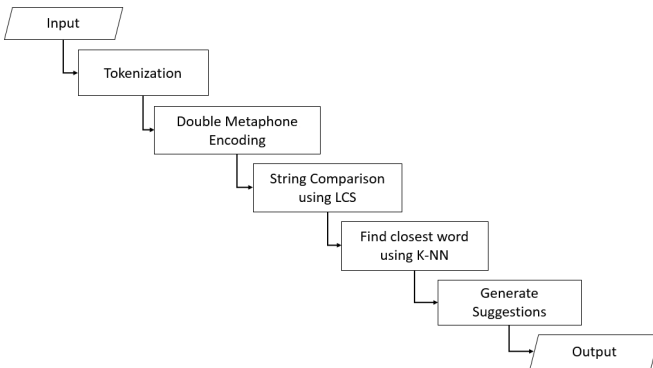 Input
Tokenization
Double Metaphone
Encoding
String Comparison
using LCS
Find closest word
using K-NN
Generate
Suggestions
Output